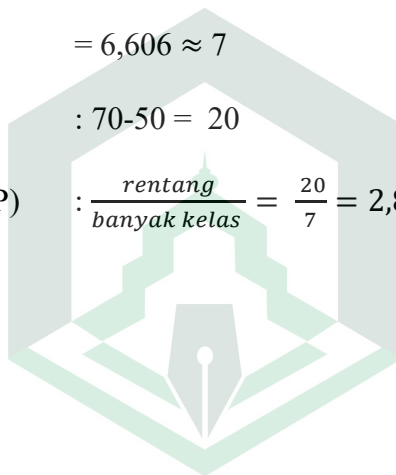 = 6,606 ≈ 7
: 70-50 = 20
P) : rentang / banyak kelas = 20 / 7 = 2,8